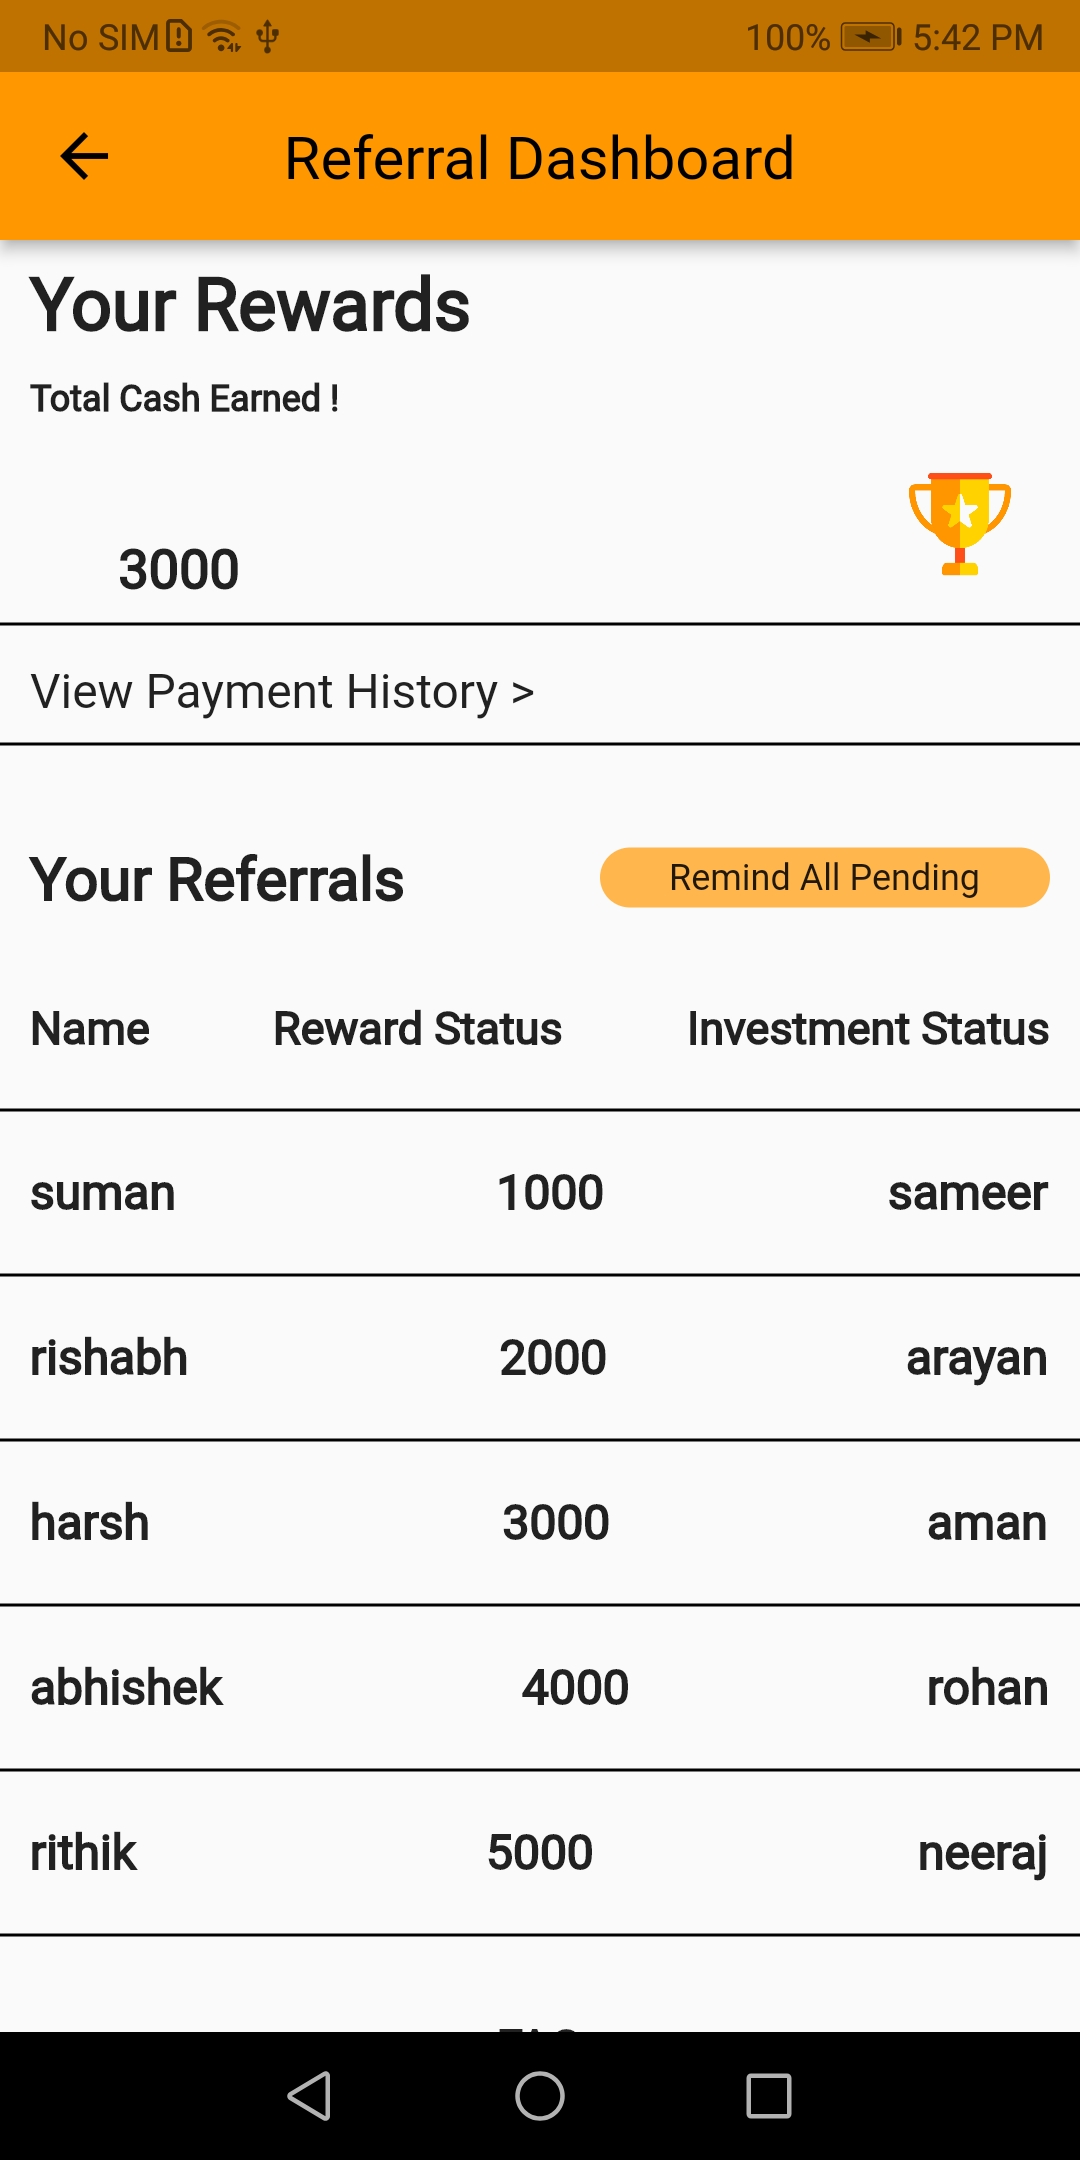 No SIM 100% 5:42 PM
Referral Dashboard
Your Rewards
Total Cash Earned !
3000
View Payment History >
Your Referrals Remind All Pending
Name Reward Status Investment Status
suman 1000 sameer
rishabh 2000 arayan
harsh 3000 aman
abhishek 4000 rohan
rithik 5000 neeraj